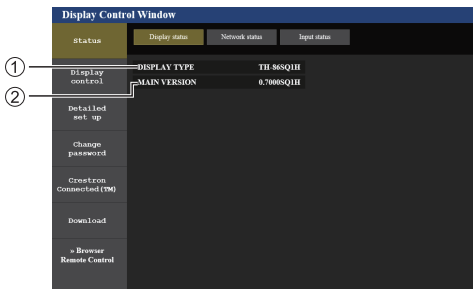 Display Control Window
Status
Display status
Network status
Input status
① DISPLAY TYPE TH-86SQ1H
② MAIN VERSION 0.7000SQ1H
Display
control
Detailed
set up
Change
password
Crestron
Connected(TM)
Download
» Browser
Remote Control